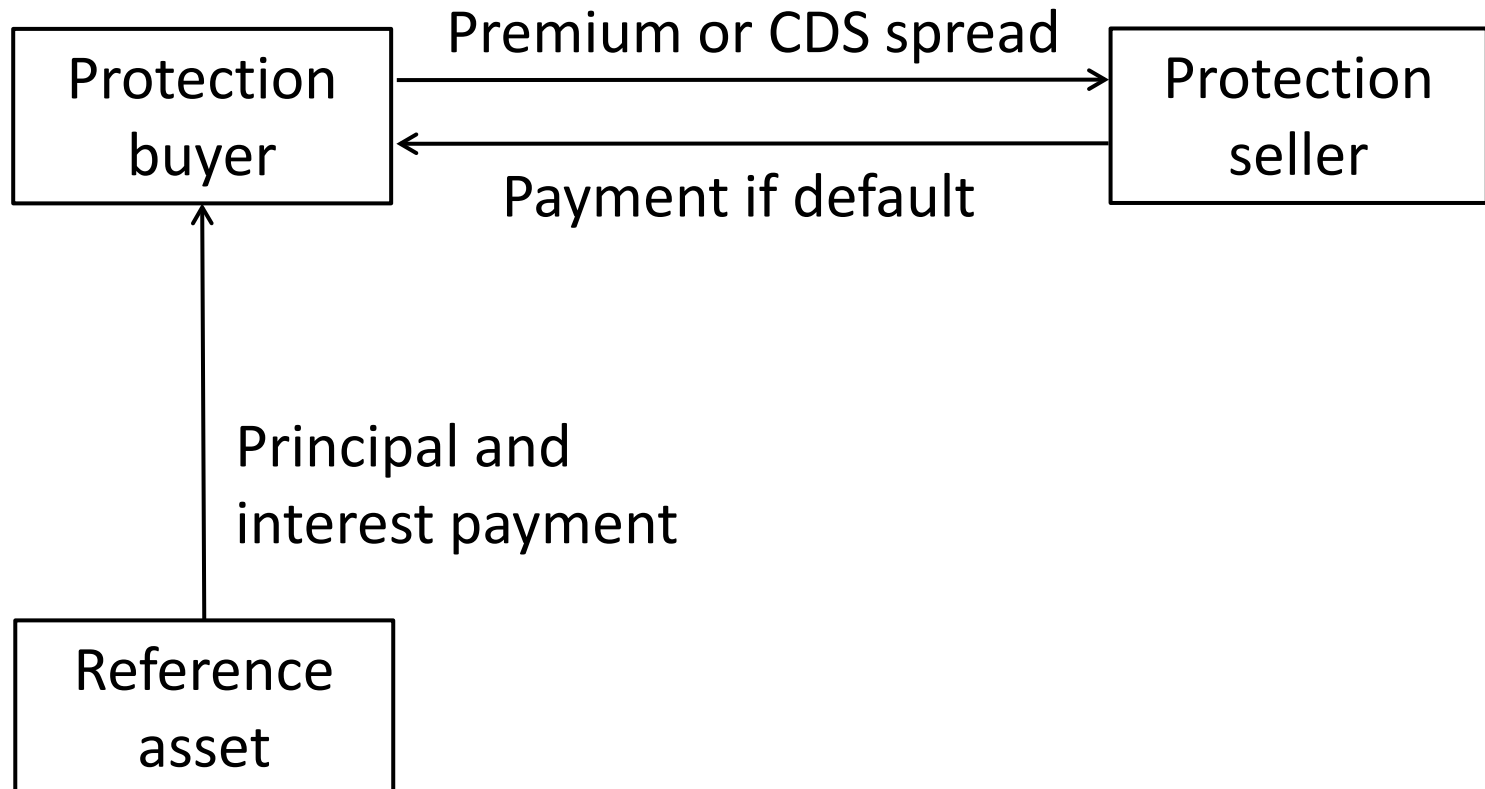 Premium or CDS spread
Protection
buyer
Protection
seller
Payment if default
Principal and
interest payment
Reference
asset